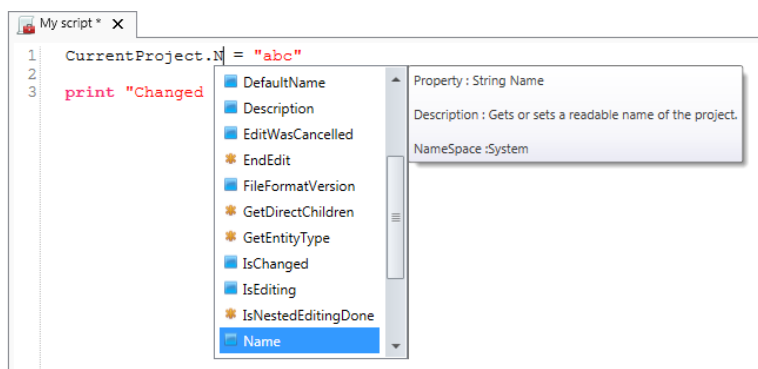 My script * X
1 CurrentProject.N = "abc"
2
3 print "Changed
DefaultName
Description
EditWasCancelled
EndEdit
FileFormatVersion
GetDirectChildren
GetEntityType
IsChanged
IsEditing
IsNestedEditingDone
Name
Property : String Name
Description : Gets or sets a readable name of the project.
NameSpace :System